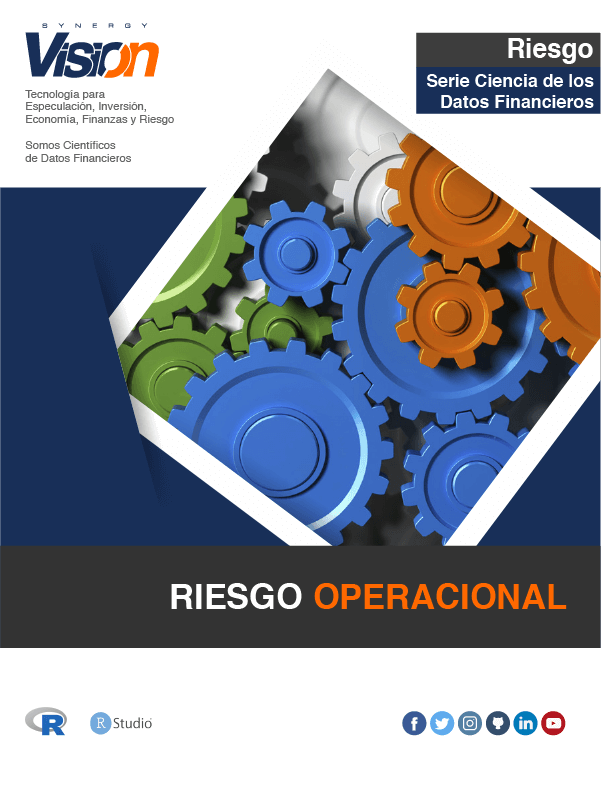 SYNERGY
Vision
Tecnología para
Especulación, Inversión,
Economía, Finanzas y Riesgo
Somos Científicos
de Datos Financieros
Riesgo
Serie Ciencia de los
Datos Financieros
RIESGO OPERACIONAL
R
R Studio